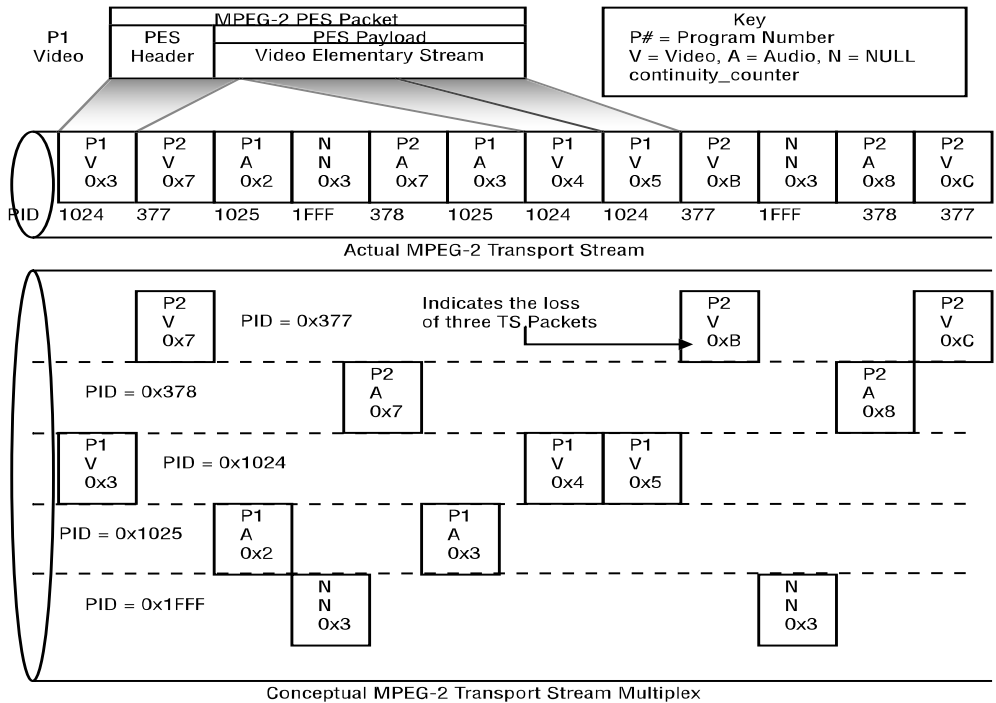 P1
Video
MPEG-2 PES Packet
PES
Header
PES Payload
Video Elementary Stream
Key
P# = Program Number
V = Video, A = Audio, N = NULL
continuity_counter
P1 P2 P1 N P2 P1 P1 P1 P2 N P2 P2
V V A N A A V V V N A V
0x3 0x7 0x2 0x3 0x7 0x3 0x4 0x5 0xB 0x3 0x8 0xC
PID 1024 377 1025 1FFF 378 1025 1024 1024 377 1FFF 378 377
Actual MPEG-2 Transport Stream
P2
V
0x7
PID = 0x377
Indicates the loss
of three TS Packets
P2
V
0xB
P2
V
0xC
PID = 0x378
P2
A
0x7
P2
A
0x8
P1
V
0x3
PID = 0x1024
P1
V
0x4
P1
V
0x5
PID = 0x1025
P1
A
0x2
P1
A
0x3
PID = 0x1FFF
N
N
0x3
N
N
0x3
Conceptual MPEG-2 Transport Stream Multiplex